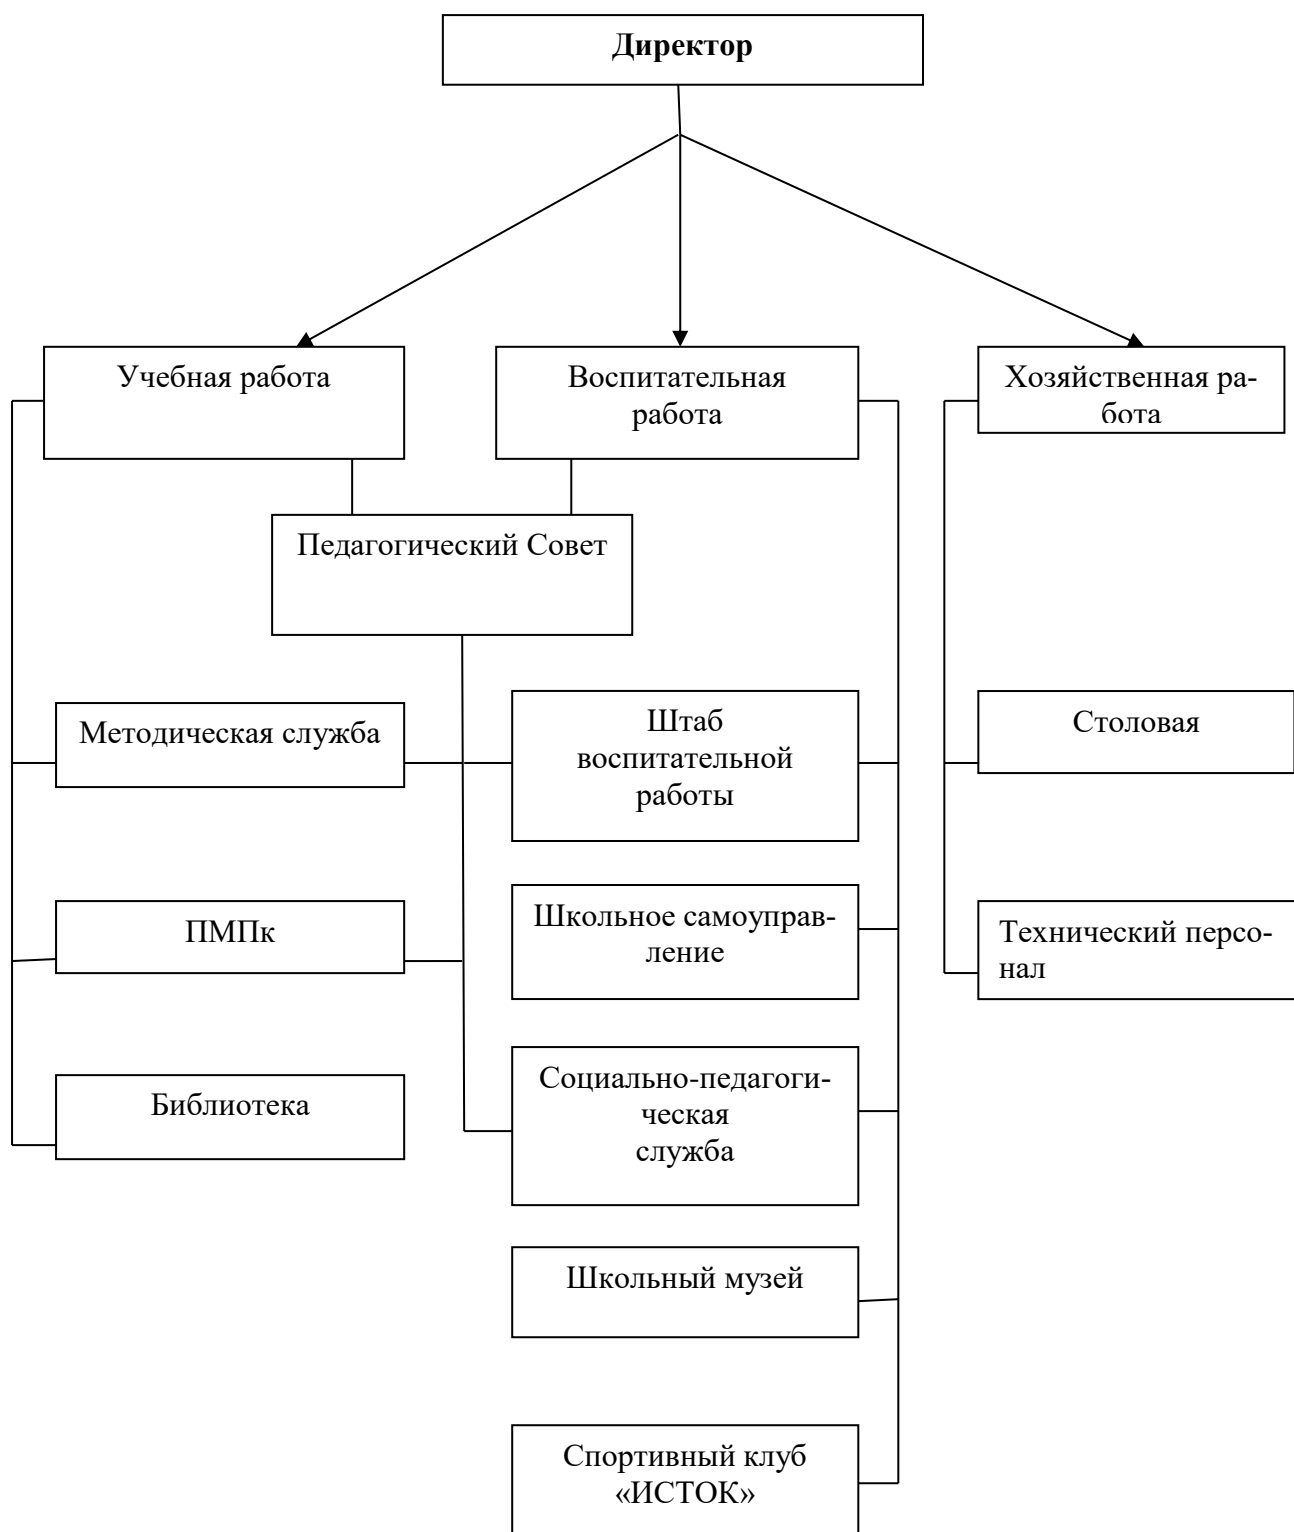 Директор
Учебная работа
Воспитательная
работа
Хозяйственная ра-
бота
Педагогический Совет
Методическая служба
Штаб
воспитательной
работы
Столовая
ПМПк
Школьное самоуправ-
ление
Технический персо-
нал
Библиотека
Социально-педагоги-
ческая
служба
Школьный музей
Спортивный клуб
«ИСТОК»